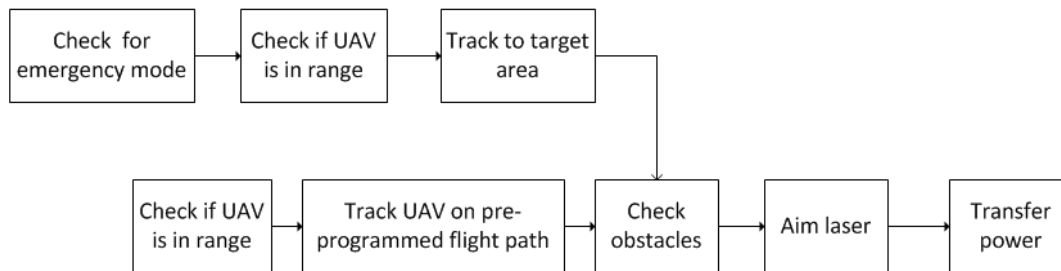 Check for
emergency mode
Check if UAV
is in range
Track to target
area
Check if UAV
is in range
Track UAV on pre-
programmed flight path
Check
obstacles
Aim laser
Transfer
power